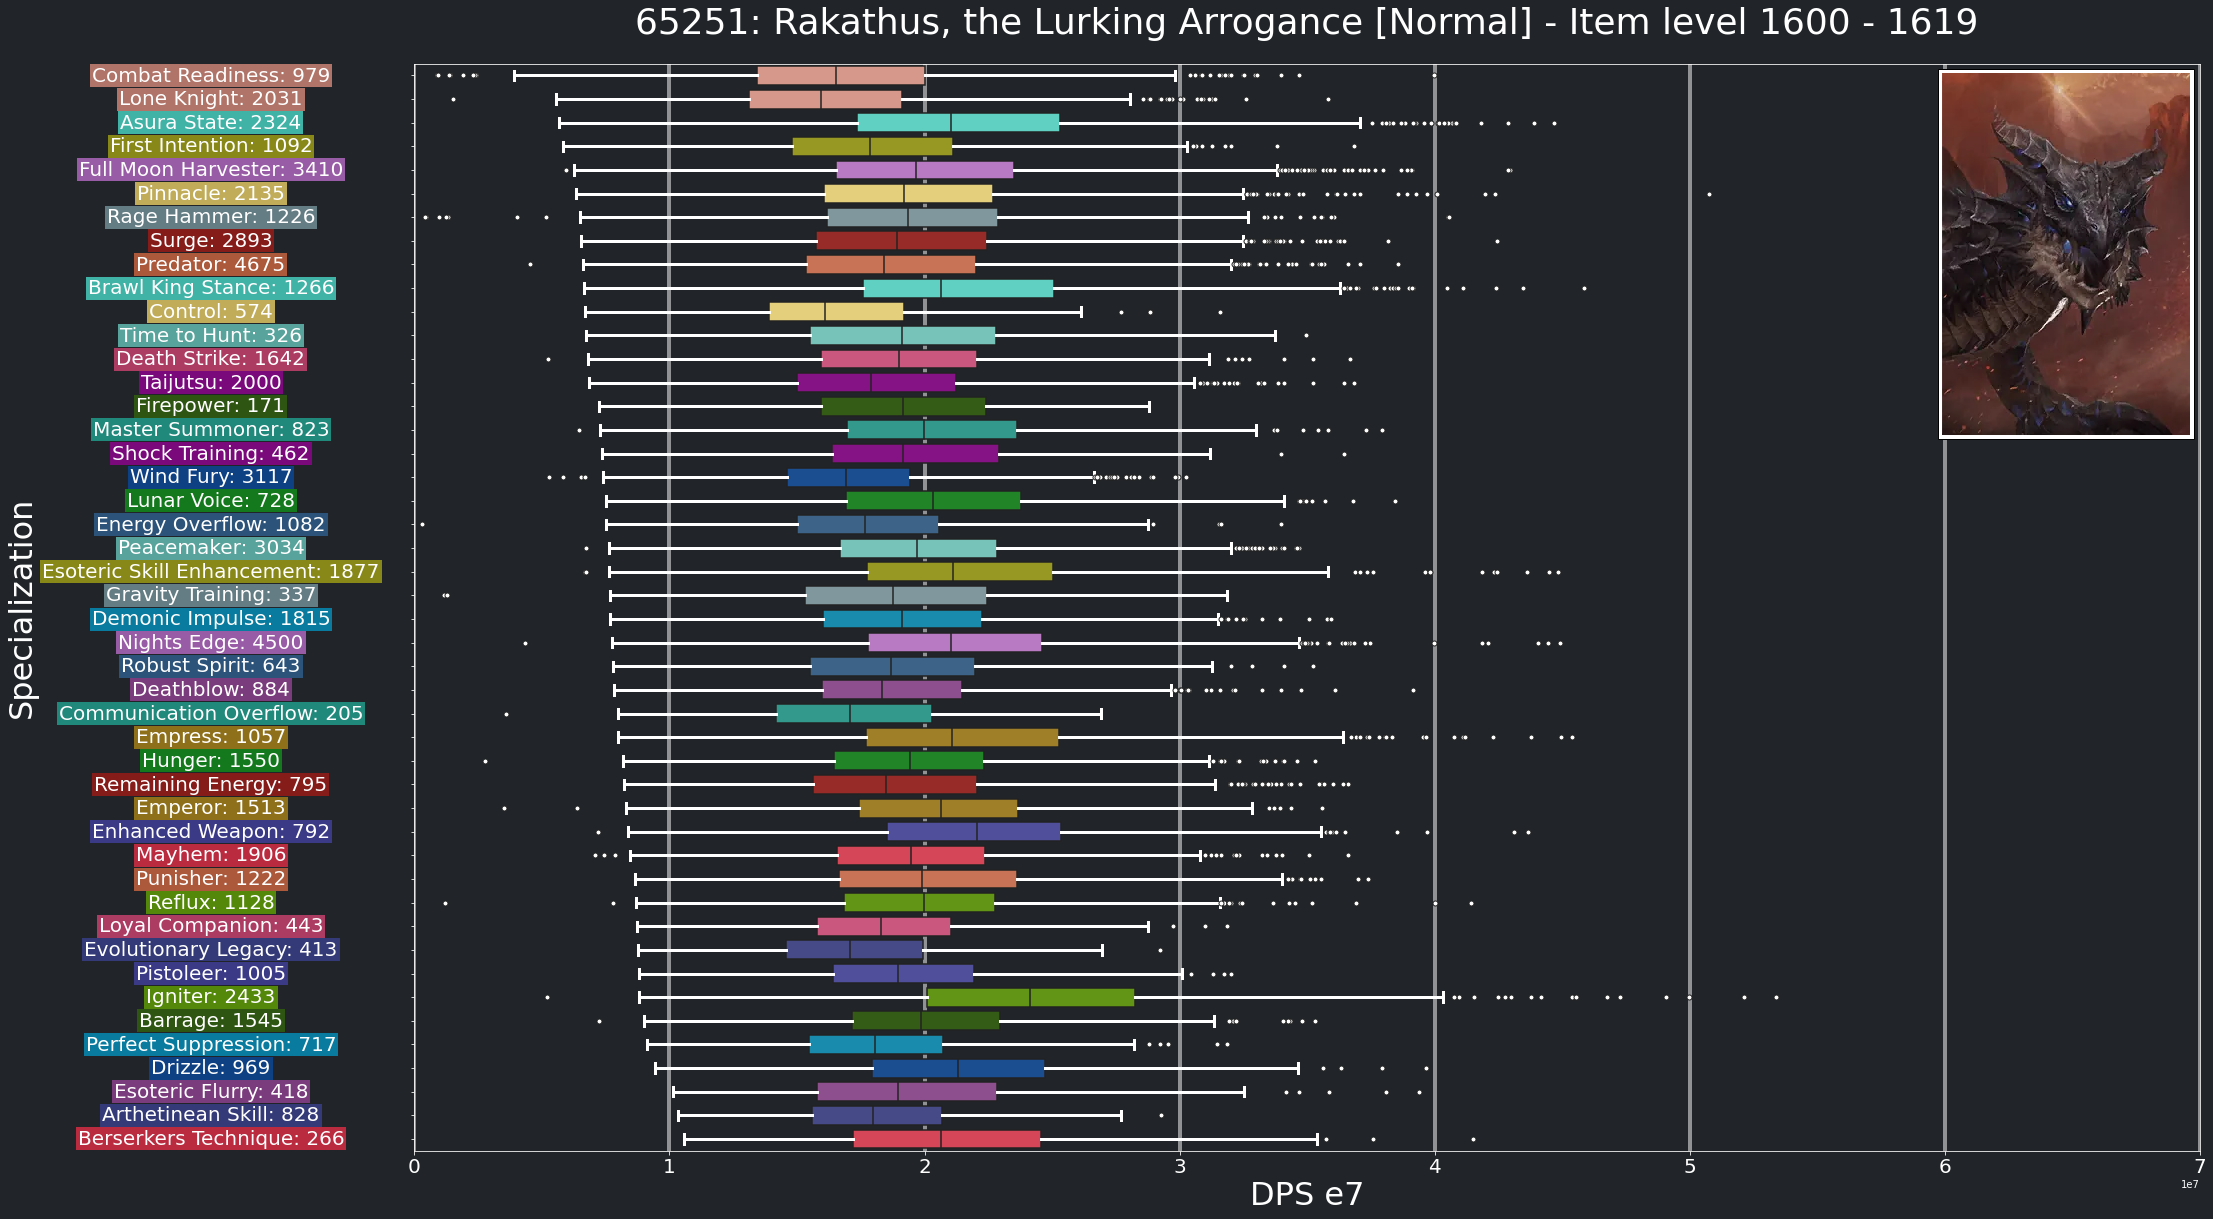 65251: Rakathus, the Lurking Arrogance [Normal] - Item level 1600 - 1619
Specialization
Combat Readiness: 979
Lone Knight: 2031
Asura State: 2324
First Intention: 1092
Full Moon Harvester: 3410
Pinnacle: 2135
Rage Hammer: 1226
Surge: 2893
Predator: 4675
Brawl King Stance: 1266
Control: 574
Time to Hunt: 326
Death Strike: 1642
Taijutsu: 2000
Firepower: 171
Master Summoner: 823
Shock Training: 462
Wind Fury: 3117
Lunar Voice: 728
Energy Overflow: 1082
Peacemaker: 3034
Esoteric Skill Enhancement: 1877
Gravity Training: 337
Demonic Impulse: 1815
Nights Edge: 4500
Robust Spirit: 643
Deathblow: 884
Communication Overflow: 205
Empress: 1057
Hunger: 1550
Remaining Energy: 795
Emperor: 1513
Enhanced Weapon: 792
Mayhem: 1906
Punisher: 1222
Reflux: 1128
Loyal Companion: 443
Evolutionary Legacy: 413
Pistoleer: 1005
Igniter: 2433
Barrage: 1545
Perfect Suppression: 717
Drizzle: 969
Esoteric Flurry: 418
Arthetinean Skill: 828
Berserkers Technique: 266
0 1 2 3 4 5 6 7
DPS e7
1e7